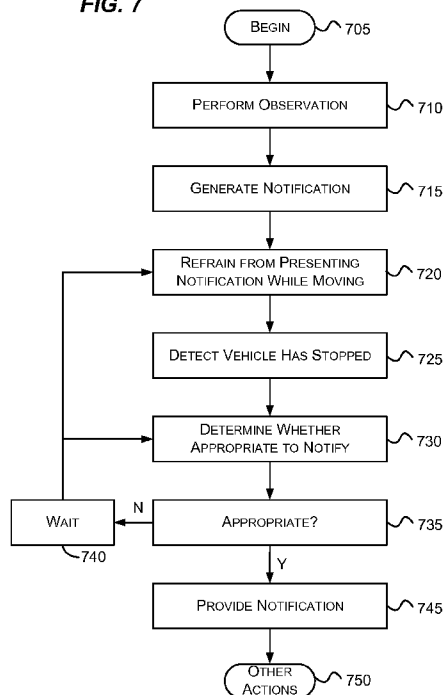 FIG. 7
BEGIN
705
PERFORM OBSERVATION
710
GENERATE NOTIFICATION
715
REFRAIN FROM PRESENTING
NOTIFICATION WHILE MOVING
720
DETECT VEHICLE HAS STOPPED
725
DETERMINE WHETHER
APPROPRIATE TO NOTIFY
730
WAIT
740
N
APPROPRIATE?
735
Y
PROVIDE NOTIFICATION
745
OTHER
ACTIONS
750